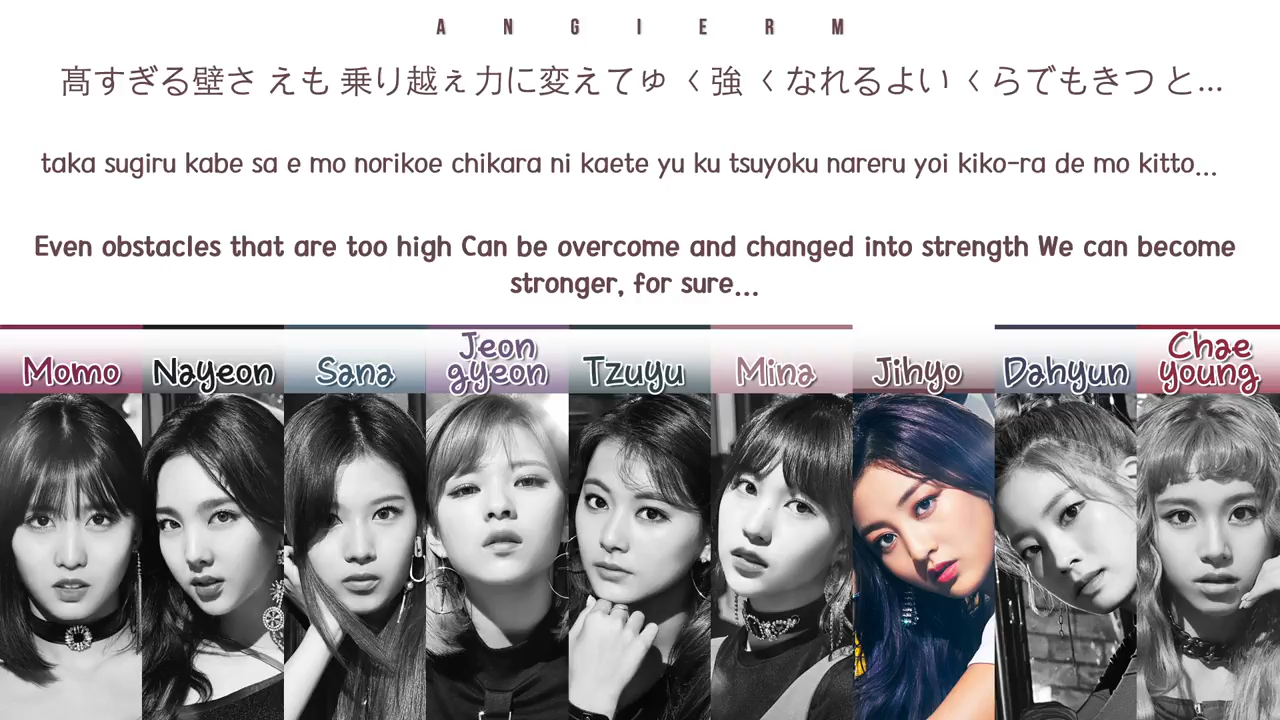 ANGIERM
髙すぎる壁さ えも 乗り越ぇ力に変えてゅ く強 くなれるよい くらでもきつ と...
taka sugiru kabe sa e mo norikoe chikara ni kaete yu ku tsuyoku nareru yoi kiko-ra de mo kitto...
Even obstacles that are too high Can be overcome and changed into strength We can become
stronger, for sure...
Momo
Nayeon
Sana
Jeon
gyeon
Tzuyu
Mina
Jihyo
Dahyun
Chae
young